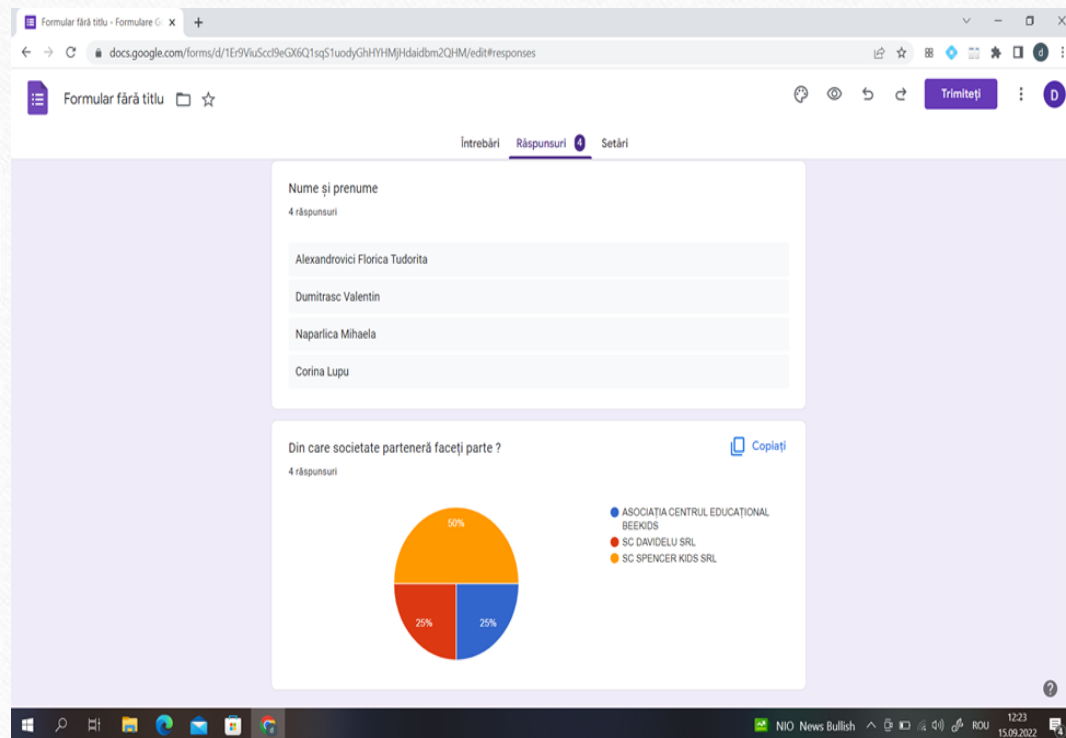 Formular fără titlu - Formulare G
docs.google.com/forms/d/1Er9ViuSccl9eGX6Q1sqS1uodyGhHYHMjHdaidbm2QHM/edit#responses
d
Formular fără titlu
Trimiteți
D
Întrebări Răspunsuri 4 Setări
Nume și prenume
4 răspunsuri
Alexandrovici Florica Tudorita
Dumitrasc Valentin
Naparlica Mihaela
Corina Lupu
Din care societate parteneră faceți parte ?
Copiați
4 răspunsuri
50%
25%
25%
ASOCIAȚIA CENTRUL EDUCAȚIONAL
BEEKIDS
SC DAVIDELU SRL
SC SPENCER KIDS SRL
NIO News Bullish
ROU
12:23
15.09.2022
4